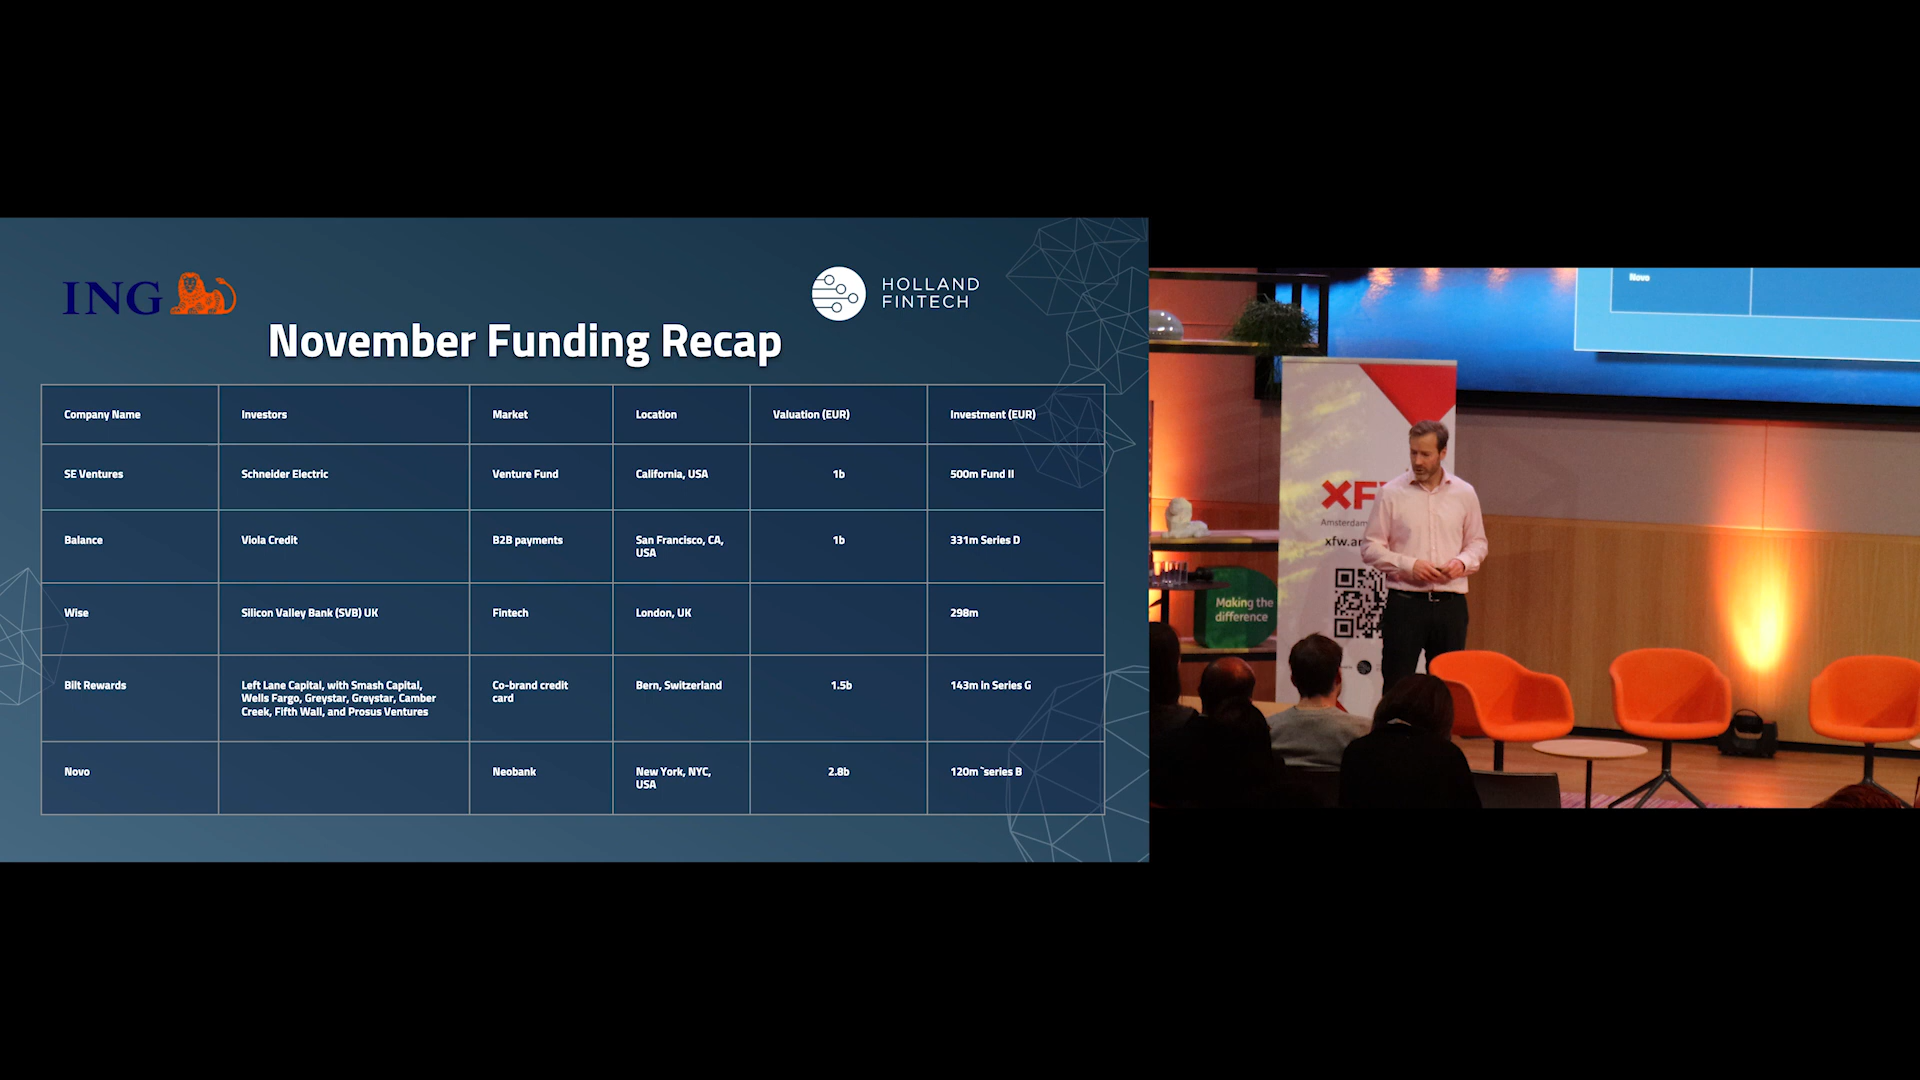 ING
HOLLAND
FINTECH
November Funding Recap
Company Name
Investors
Market
Location
Valuation (EUR)
Investment (EUR)
SE Ventures
Schneider Electric
Venture Fund
California, USA
1b
500m Fund II
Balance
Viola Credit
B2B payments
San Francisco, CA,
USA
1b
331m Series D
Wise
Silicon Valley Bank (SVB) UK
Fintech
London, UK
298m
Bilt Rewards
Left Lane Capital, with Smash Capital,
Wells Fargo, Greystar, Greystar, Camber
Creek, Fifth Wall, and Prosus Ventures
Co-brand credit
card
Bern, Switzerland
1.5b
143m in Series G
Novo
Neobank
New York, NYC,
USA
2.8b
120m `series B
Novo
XF
Amsterdam
xfw.a
Making the
difference